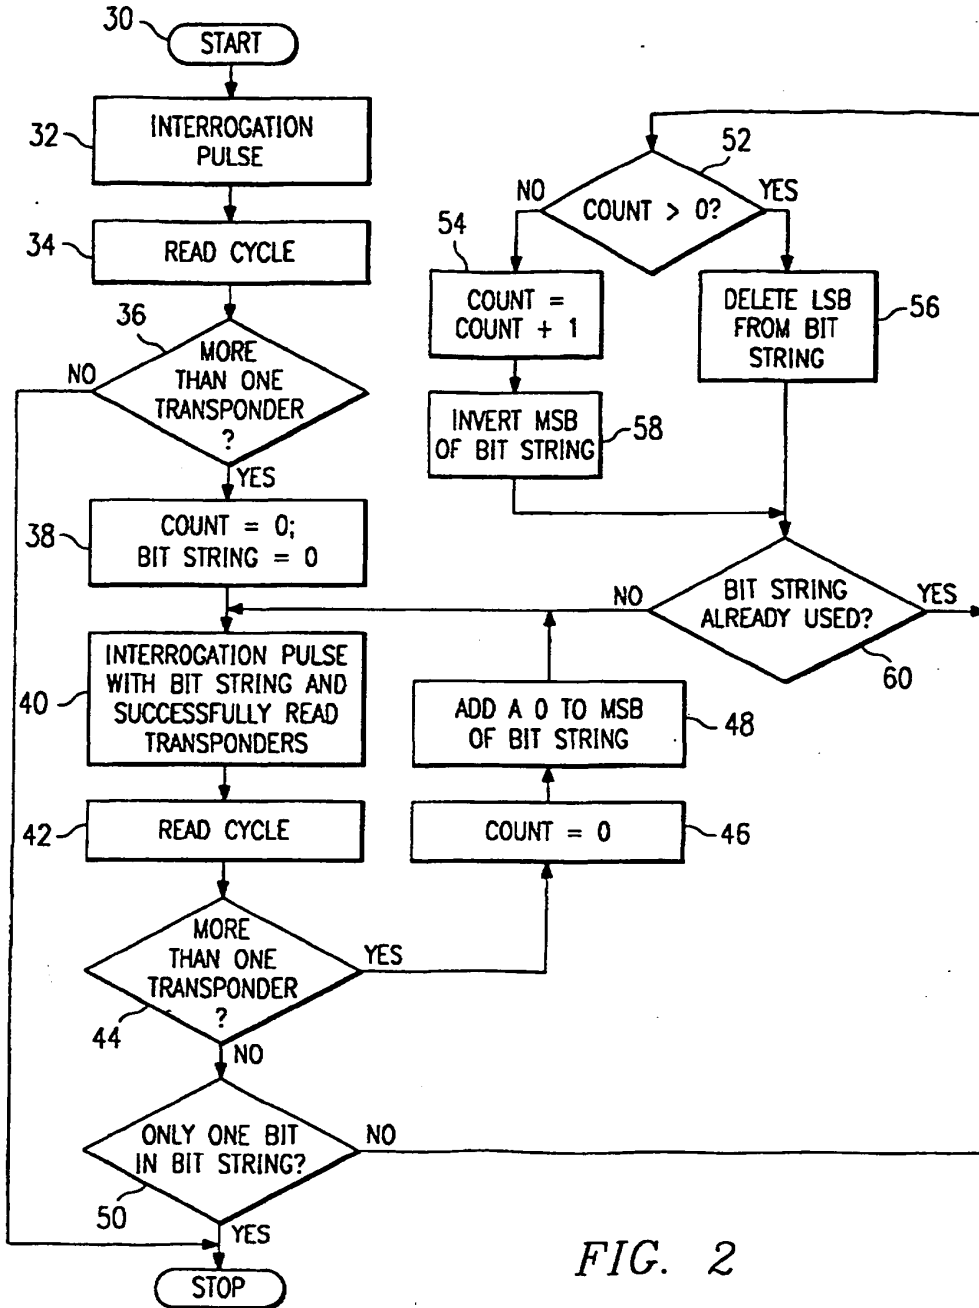 30
START
32
INTERROGATION
PULSE
34
READ CYCLE
36
MORE
THAN ONE
TRANSPONDER
?
NO
YES
38
COUNT = 0;
BIT STRING = 0
40
INTERROGATION PULSE
WITH BIT STRING AND
SUCCESSFULLY READ
TRANSPONDERS
42
READ CYCLE
44
MORE
THAN ONE
TRANSPONDER
?
YES
NO
46
COUNT = 0
48
ADD A 0 TO MSB
OF BIT STRING
50
ONLY ONE BIT
IN BIT STRING?
NO
YES
STOP
52
COUNT > 0?
NO
YES
54
COUNT =
COUNT + 1
56
DELETE LSB
FROM BIT
STRING
58
INVERT MSB
OF BIT STRING
60
BIT STRING
ALREADY USED?
NO
YES
FIG. 2